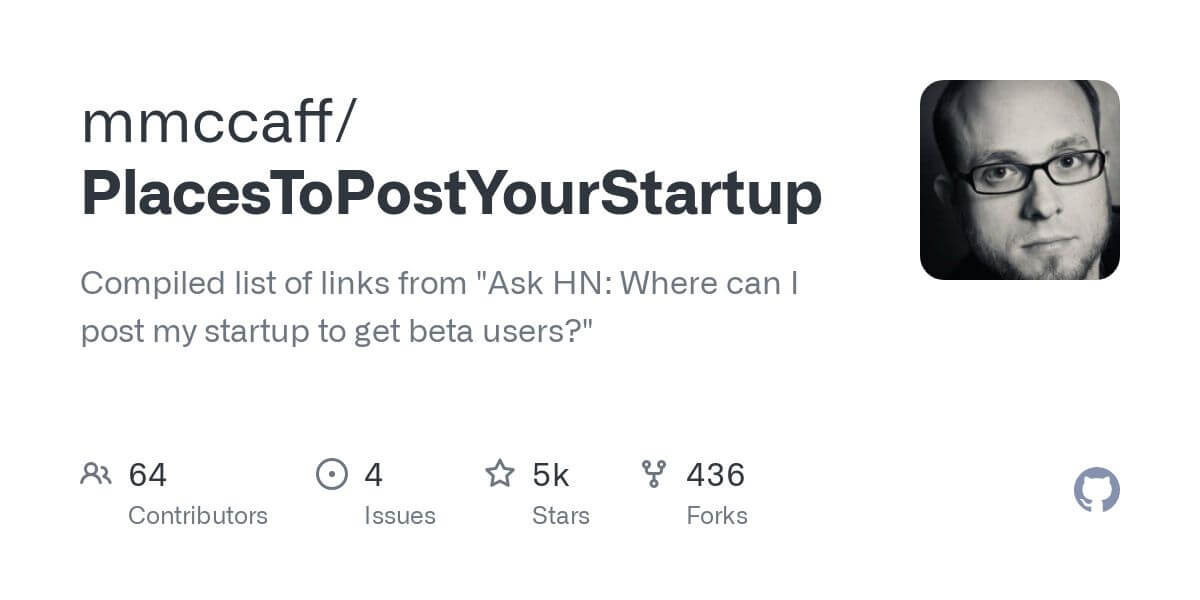 mmccaff/
PlacesToPostYourStartup
Compiled list of links from "Ask HN: Where can I
post my startup to get beta users?"
64 4 5k 436
Contributors Issues Stars Forks